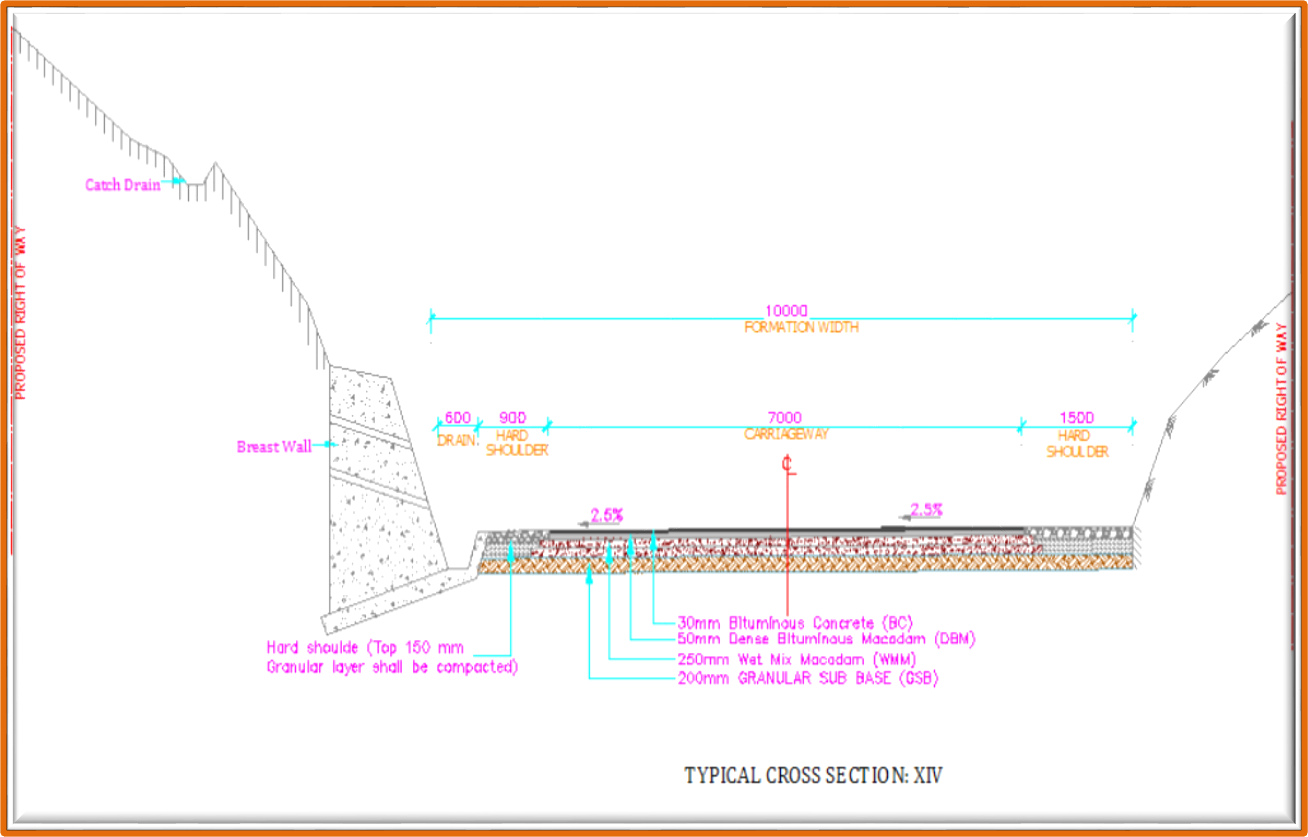 Catch Drain
PROPOSED RIGHT OF WAY
10000
FORMATION WIDTH
PROPOSED RIGHT OF WAY
600
DRAIN
900
HARD
SHOULDER
7000
CARRIAGEWAY
1500
HARD
SHOULDER
Breast Wall
℄
2.5%
2.5%
30mm Bituminous Concrete (BC)
50mm Dense Bituminous Macadam (DBM)
250mm Wet Mix Macadam (WMM)
200mm GRANULAR SUB BASE (GSB)
Hard shoulde (Top 150 mm
Granular layer shall be compacted)
TYPICAL CROSS SECTION: XIV